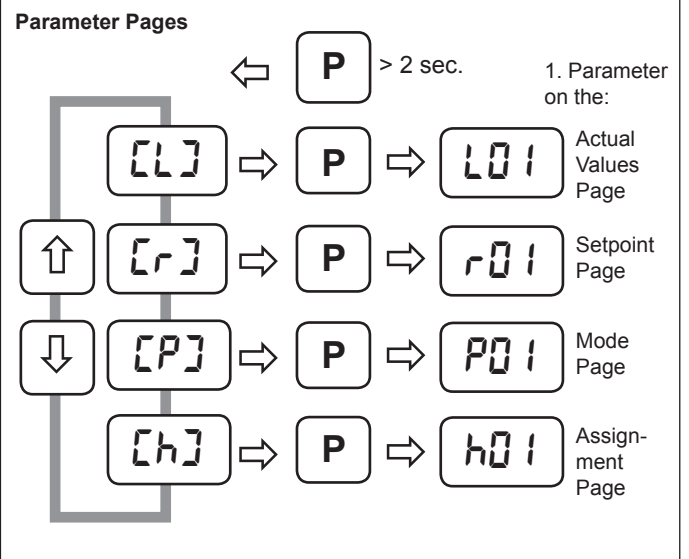 Parameter Pages
P > 2 sec.
1. Parameter
on the:
[L] P L01
Actual
Values
Page
[r] P r01
Setpoint
Page
[P] P P01
Mode
Page
[h] P h01
Assign-
ment
Page